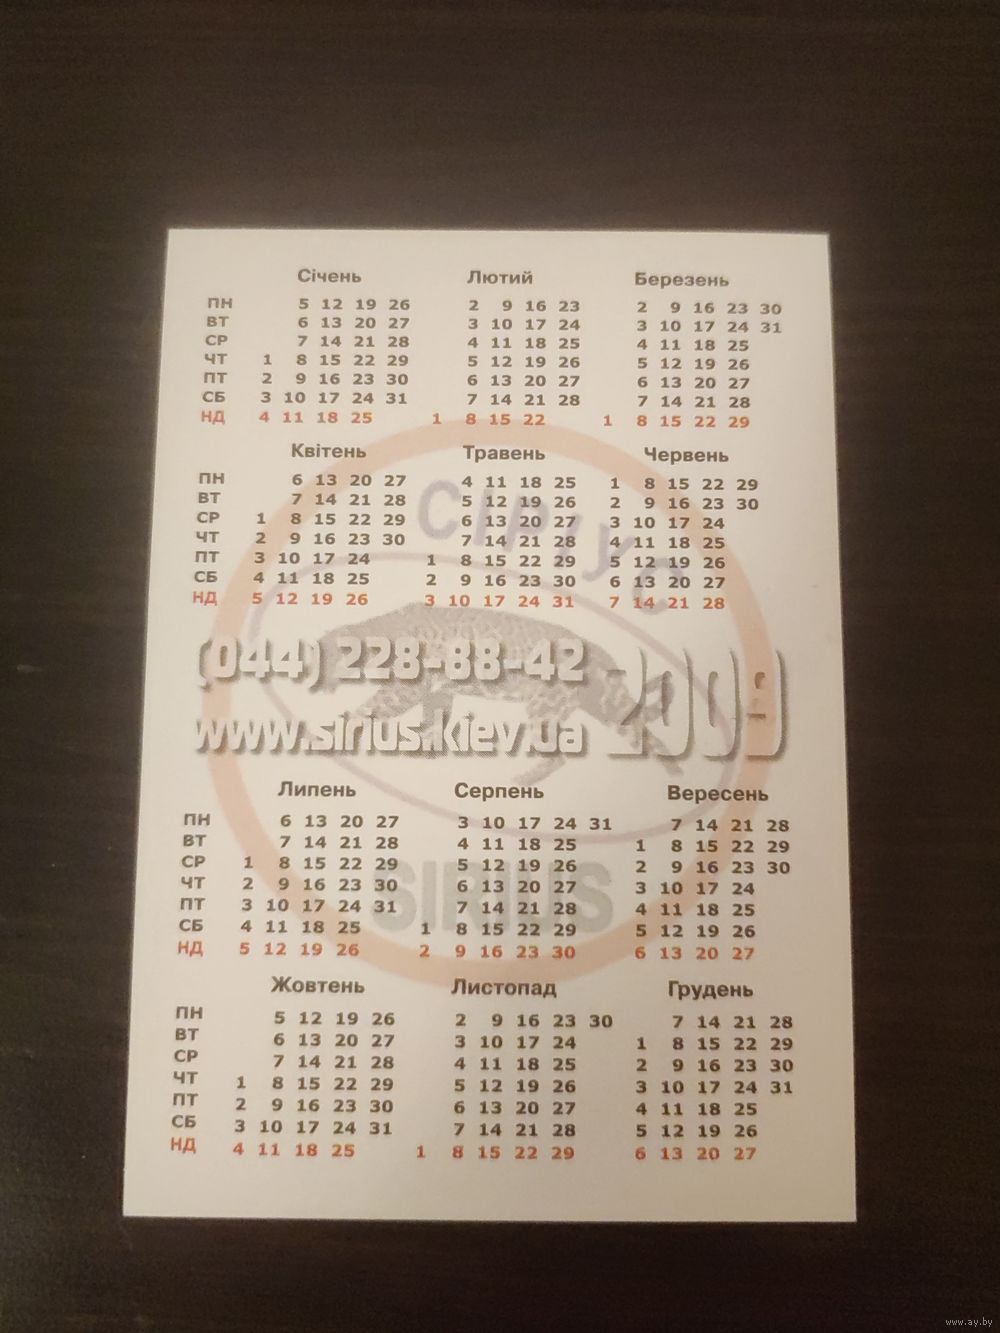 Січень Лютий Березень
ПН 5 12 19 26 2 9 16 23 2 9 16 23 30
ВТ 6 13 20 27 3 10 17 24 3 10 17 24 31
СР 7 14 21 28 4 11 18 25 4 11 18 25
ЧТ 1 8 15 22 29 5 12 19 26 5 12 19 26
ПТ 2 9 16 23 30 6 13 20 27 6 13 20 27
СБ 3 10 17 24 31 7 14 21 28 7 14 21 28
НД 4 11 18 25 1 8 15 22 1 8 15 22 29
Квітень Травень Червень
ПН 6 13 20 27 4 11 18 25 1 8 15 22 29
ВТ 7 14 21 28 5 12 19 26 2 9 16 23 30
СР 1 8 15 22 29 6 13 20 27 3 10 17 24
ЧТ 2 9 16 23 30 7 14 21 28 4 11 18 25
ПТ 3 10 17 24 1 8 15 22 29 5 12 19 26
СБ 4 11 18 25 2 9 16 23 30 6 13 20 27
НД 5 12 19 26 3 10 17 24 31 7 14 21 28
СІРІУС
(044) 228-88-42 2009
www.sirius.kiev.ua
Липень Серпень Вересень
ПН 6 13 20 27 3 10 17 24 31 7 14 21 28
ВТ 7 14 21 28 4 11 18 25 1 8 15 22 29
СР 1 8 15 22 29 5 12 19 26 2 9 16 23 30
ЧТ 2 9 16 23 30 6 13 20 27 3 10 17 24
ПТ 3 10 17 24 31 7 14 21 28 4 11 18 25
СБ 4 11 18 25 1 8 15 22 29 5 12 19 26
НД 5 12 19 26 2 9 16 23 30 6 13 20 27
SIRIUS
Жовтень Листопад Грудень
ПН 5 12 19 26 2 9 16 23 30 7 14 21 28
ВТ 6 13 20 27 3 10 17 24 1 8 15 22 29
СР 7 14 21 28 4 11 18 25 2 9 16 23 30
ЧТ 1 8 15 22 29 5 12 19 26 3 10 17 24 31
ПТ 2 9 16 23 30 6 13 20 27 4 11 18 25
СБ 3 10 17 24 31 7 14 21 28 5 12 19 26
НД 4 11 18 25 1 8 15 22 29 6 13 20 27
www.ay.by